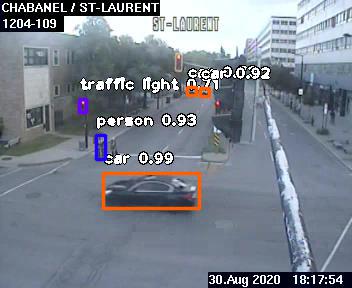 CHABANEL / ST-LAURENT
1204-109
ST-LAURENT
car 0.92
traffic light 0.71
person 0.93
car 0.99
30.Aug 2020 18:17:54